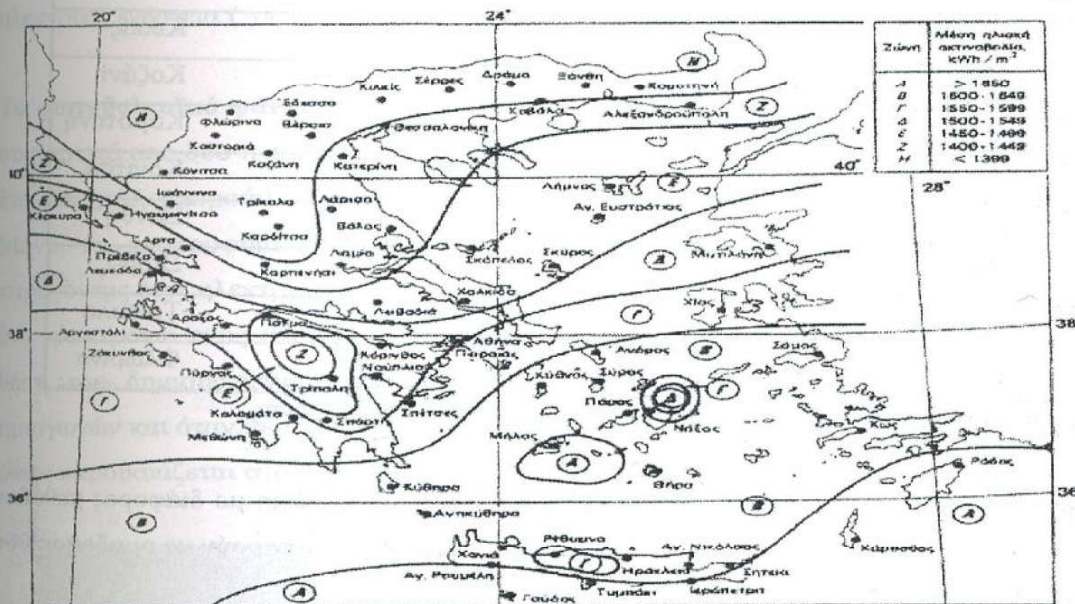 20° 24°
Κοζάνη
Ζώνη Μέση ηλιακή ακτινοβολία, kWh / m²
Α > 1650
Β 1600-1649
Γ 1550-1599
Δ 1500-1549
Ε 1450-1499
Ζ 1400-1449
Η < 1399
Η
Σέρρες Δράμα Ξάνθη Κομοτηνή
Κιλκίς
Έδεσσα Καβάλα Αλεξανδρούπολη Ζ
Η Φλώρινα Βέροια Θεσσαλονίκη
Καστοριά
Κοζάνη Κατερίνη
Ζ Κόνιτσα
40° 40°
Ε Ιωάννινα Λήμνος Ε 28°
Κέρκυρα Ηγουμενίτσα Τρίκαλα Λάρισα Αγ. Ευστράτιος
Καρδίτσα Βόλος
Άρτα
Πρέβεζα Καρπενήσι Λαμία Σκόπελος Σκύρος Μυτιλήνη
Λευκάδα
Δ
Χαλκίδα Χίος
Λειβαδιά Γ
38° Αργοστόλι Άραξος Πάτρα 38°
Αθήνα
Ζάκυνθος Ζ Κόρινθος Πειραιάς Άνδρος Β Σάμος
Πύργος Ναύπλιο
Τρίπολη Κύθνος Σύρος
Γ Ε Δ Γ
Καλαμάτα Σπάρτη Σπέτσες Πάρος Νάξος
Μεθώνη Μήλος Κως
Α Ρόδος
36° Κύθηρα Θήρα 36°
Β Αντικύθηρα Β Α
Χανιά Ρέθυμνο Αγ. Νικόλαος Κάρπαθος
Γ Ηράκλειο Σητεία
Αγ. Ρουμέλη Τυμπάκι Ιεράπετρα
Α Γαύδος